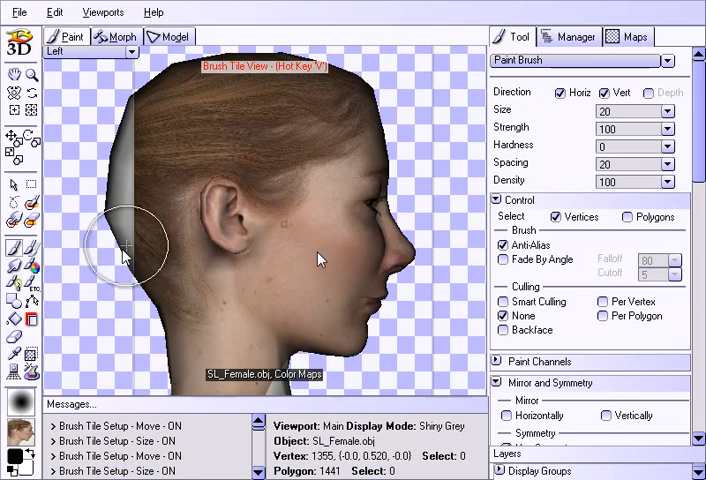 File Edit Viewports Help
3D
Paint Morph Model
Left
Brush Tile View - (Hot Key 'V')
SL_Female.obj, Color Maps
ETC
Messages...
> Brush Tile Setup - Move - ON
> Brush Tile Setup - Size - ON
> Brush Tile Setup - Move - ON
> Brush Tile Setup - Size - ON
Viewport: Main Display Mode: Shiny Grey
Object: SL_Female.obj
Vertex: 1355, {-0.0, 0.520, -0.0} Select: 0
Polygon: 1441 Select: 0
Tool Manager Maps
Paint Brush
Direction Horiz Vert Depth
Size 20
Strength 100
Hardness 0
Spacing 20
Density 100
Control
Select Vertices Polygons
Brush
Anti-Alias
Fade By Angle Falloff 80
Cutoff 5
Culling
Smart Culling Per Vertex
None Per Polygon
Backface
Paint Channels
Mirror and Symmetry
Mirror
Horizontally Vertically
Symmetry
Layers
Display Groups